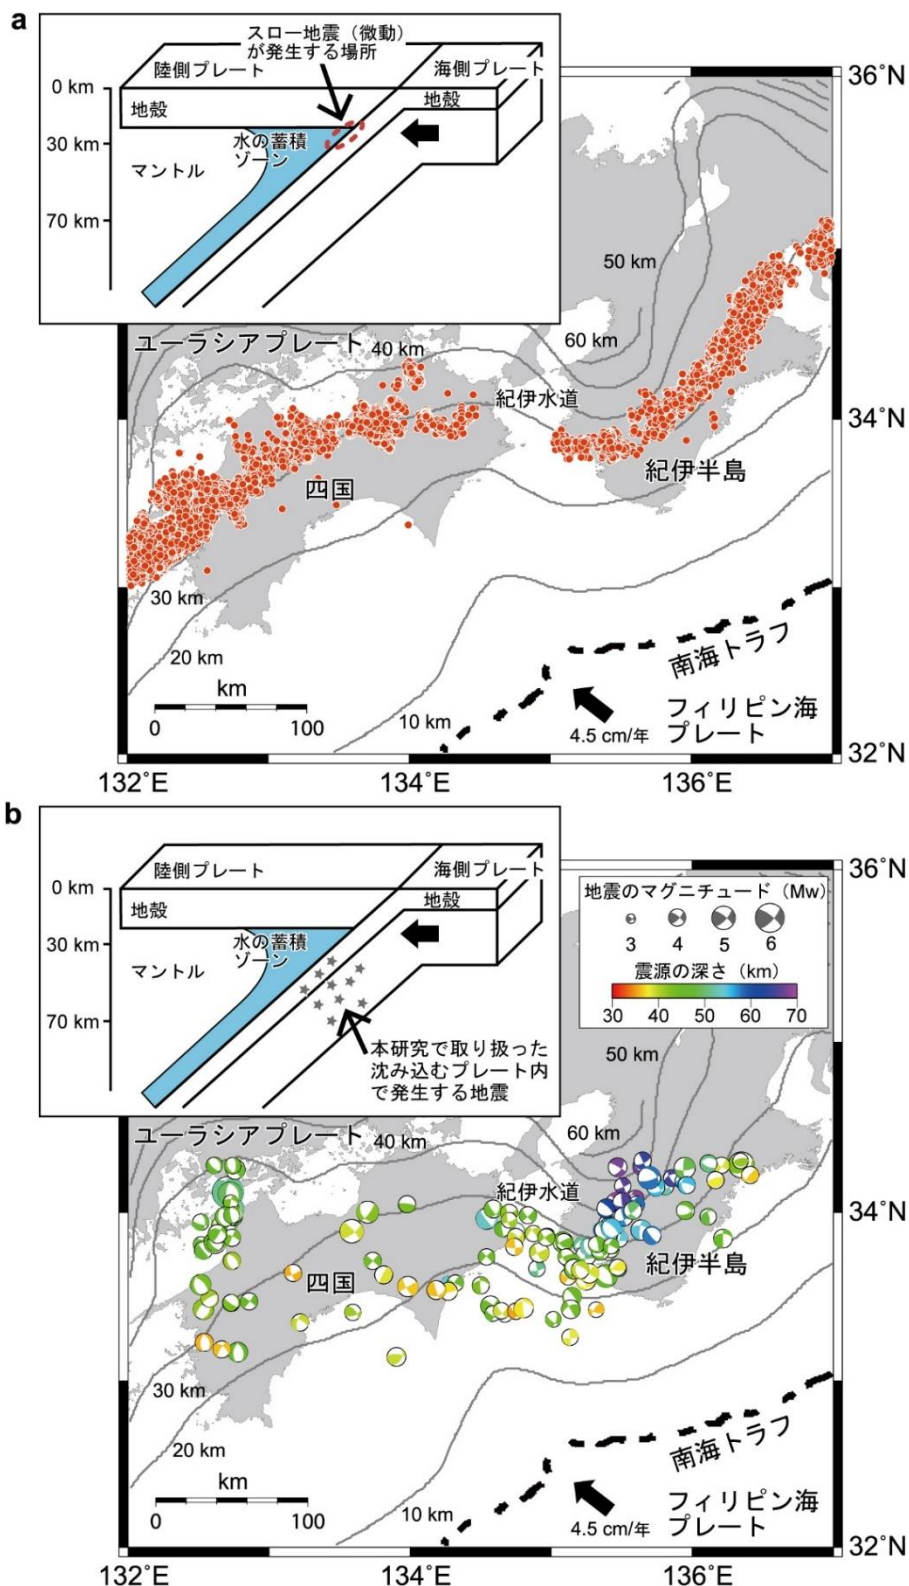 a
スロー地震（微動）
が発生する場所
陸側プレート
海側プレート
0 km
地殻
地殻
30 km
水の蓄積
ゾーン
マントル
70 km
36°N
50 km
60 km
ユーラシアプレート
40 km
紀伊水道
34°N
紀伊半島
四国
30 km
20 km
南海トラフ
km
0
100
10 km
4.5 cm/年
フィリピン海
プレート
32°N
132°E
134°E
136°E
b
陸側プレート
海側プレート
0 km
地殻
地殻
30 km
水の蓄積
ゾーン
マントル
70 km
本研究で取り扱った
沈み込むプレート内
で発生する地震
36°N
地震のマグニチュード（Mw）
3 4 5 6
震源の深さ（km）
30 40 50 60 70
50 km
60 km
ユーラシアプレート
40 km
紀伊水道
34°N
紀伊半島
四国
30 km
20 km
南海トラフ
km
0
100
10 km
4.5 cm/年
フィリピン海
プレート
32°N
132°E
134°E
136°E